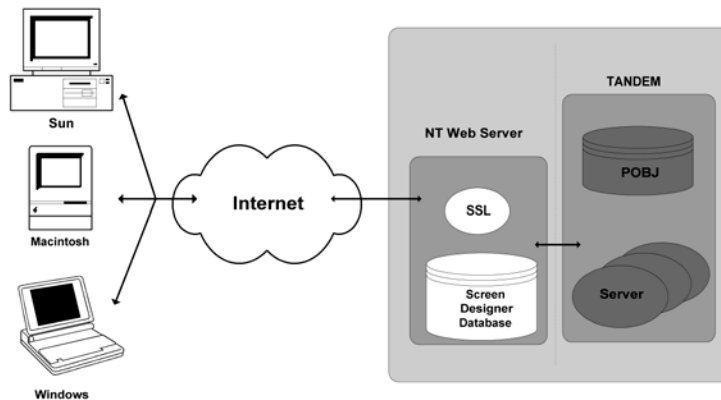 Sun
Macintosh
Windows
Internet
NT Web Server
SSL
Screen
Designer
Database
TANDEM
POBJ
Server